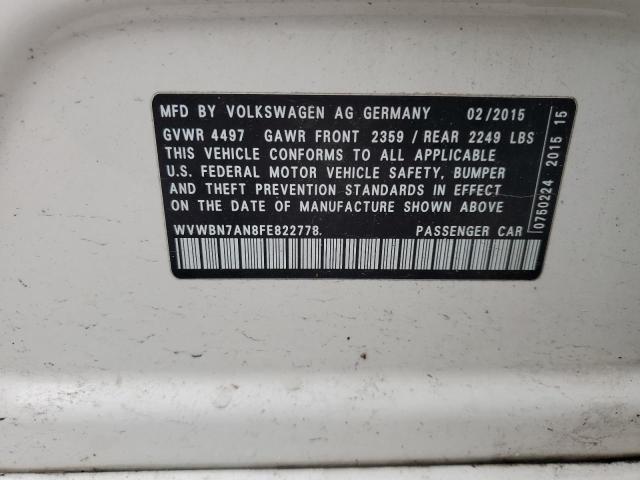 MFD BY VOLKSWAGEN AG GERMANY 02/2015
GVWR 4497 GAWR FRONT 2359 / REAR 2249 LBS
THIS VEHICLE CONFORMS TO ALL APPLICABLE
U.S. FEDERAL MOTOR VEHICLE SAFETY, BUMPER
AND THEFT PREVENTION STANDARDS IN EFFECT
ON THE DATE OF MANUFACTURE SHOWN ABOVE
WVWBN7AN8FE822778. PASSENGER CAR
0750224 2015 15